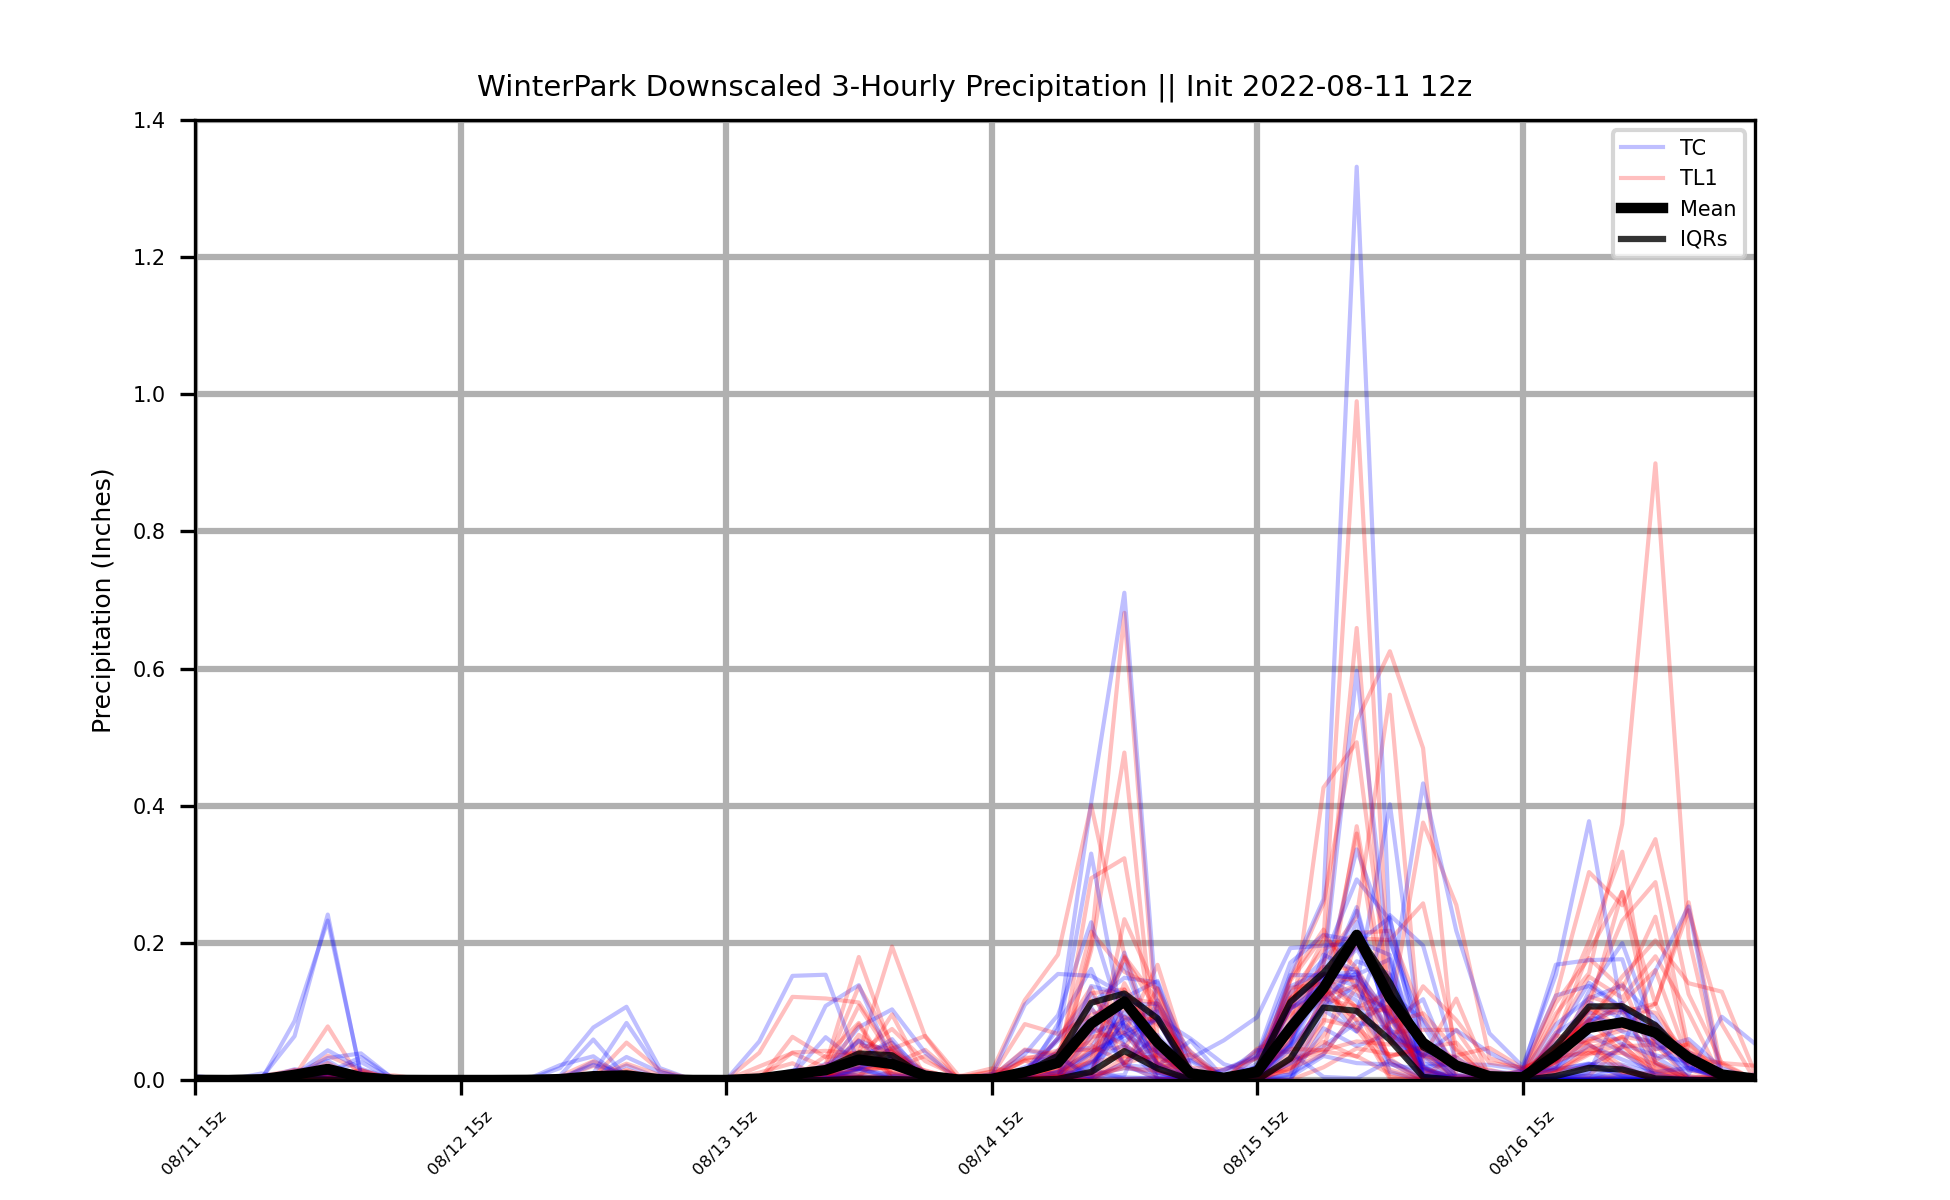 WinterPark Downscaled 3-Hourly Precipitation || Init 2022-08-11 12z
Precipitation (Inches)
1.4
1.2
1.0
0.8
0.6
0.4
0.2
0.0
TC
TL1
Mean
IQRs
08/11 15z
08/12 15z
08/13 15z
08/14 15z
08/15 15z
08/16 15z